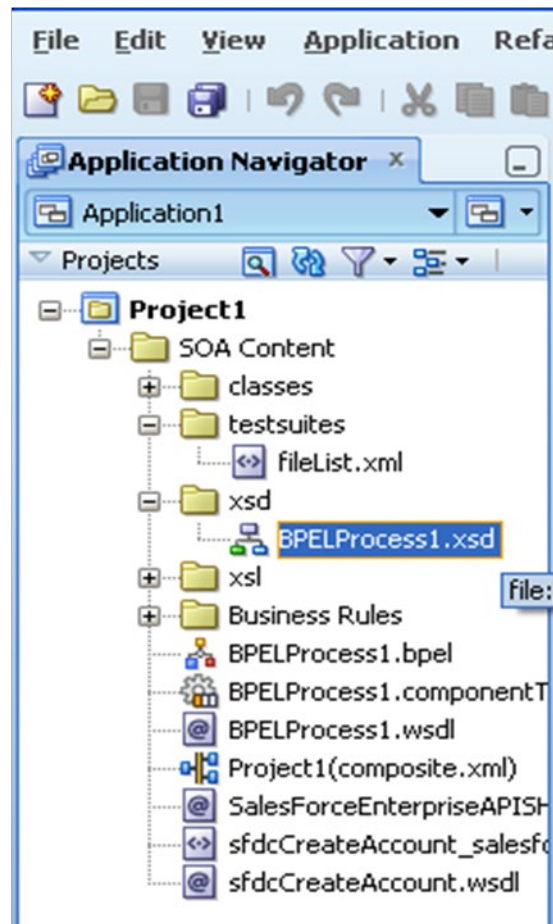 File Edit View Application Refa
Application Navigator
Application1
Projects
Project1
SOA Content
classes
testsuites
fileList.xml
xsd
BPELProcess1.xsd
xsl
file:
Business Rules
BPELProcess1.bpel
BPELProcess1.componentT
BPELProcess1.wsdl
Project1(composite.xml)
SalesForceEnterpriseAPISH
sfdcCreateAccount_salesfo
sfdcCreateAccount.wsdl